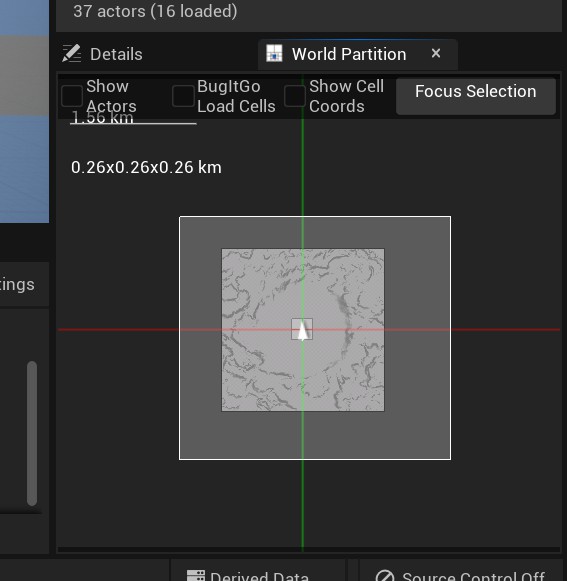 37 actors (16 loaded)
Details
World Partition
Show Actors
BugItGo Load Cells
Show Cell Coords
Focus Selection
1.56 km
0.26x0.26x0.26 km
tings
Derived Data
Source Control Off